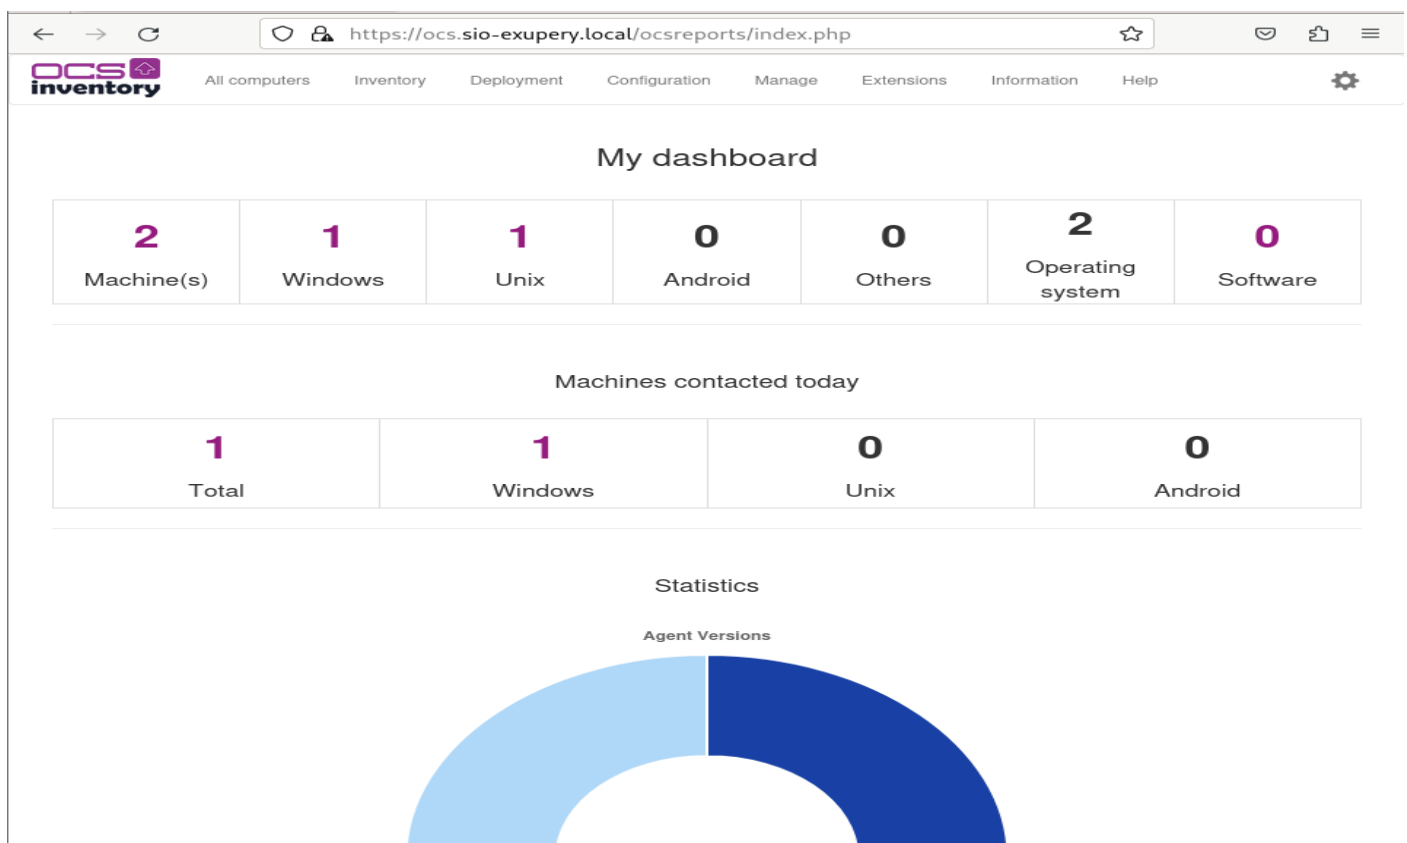 https://ocs.sio-exupery.local/ocsreports/index.php
OCS
inventory
All computers Inventory Deployment Configuration Manage Extensions Information Help
My dashboard
2 1 1 0 0 2 0
Machine(s) Windows Unix Android Others Operating system Software
Machines contacted today
1 1 0 0
Total Windows Unix Android
Statistics
Agent Versions